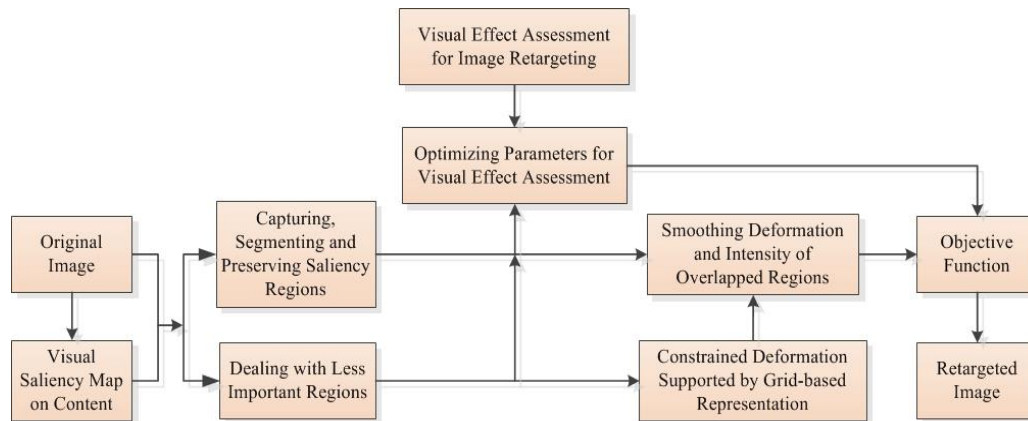 Visual Effect Assessment
for Image Retargeting
Optimizing Parameters for
Visual Effect Assessment
Original
Image
Capturing,
Segmenting and
Preserving Saliency
Regions
Smoothing Deformation
and Intensity of
Overlapped Regions
Objective
Function
Visual
Saliency Map
on Content
Dealing with Less
Important Regions
Constrained Deformation
Supported by Grid-based
Representation
Retargeted
Image